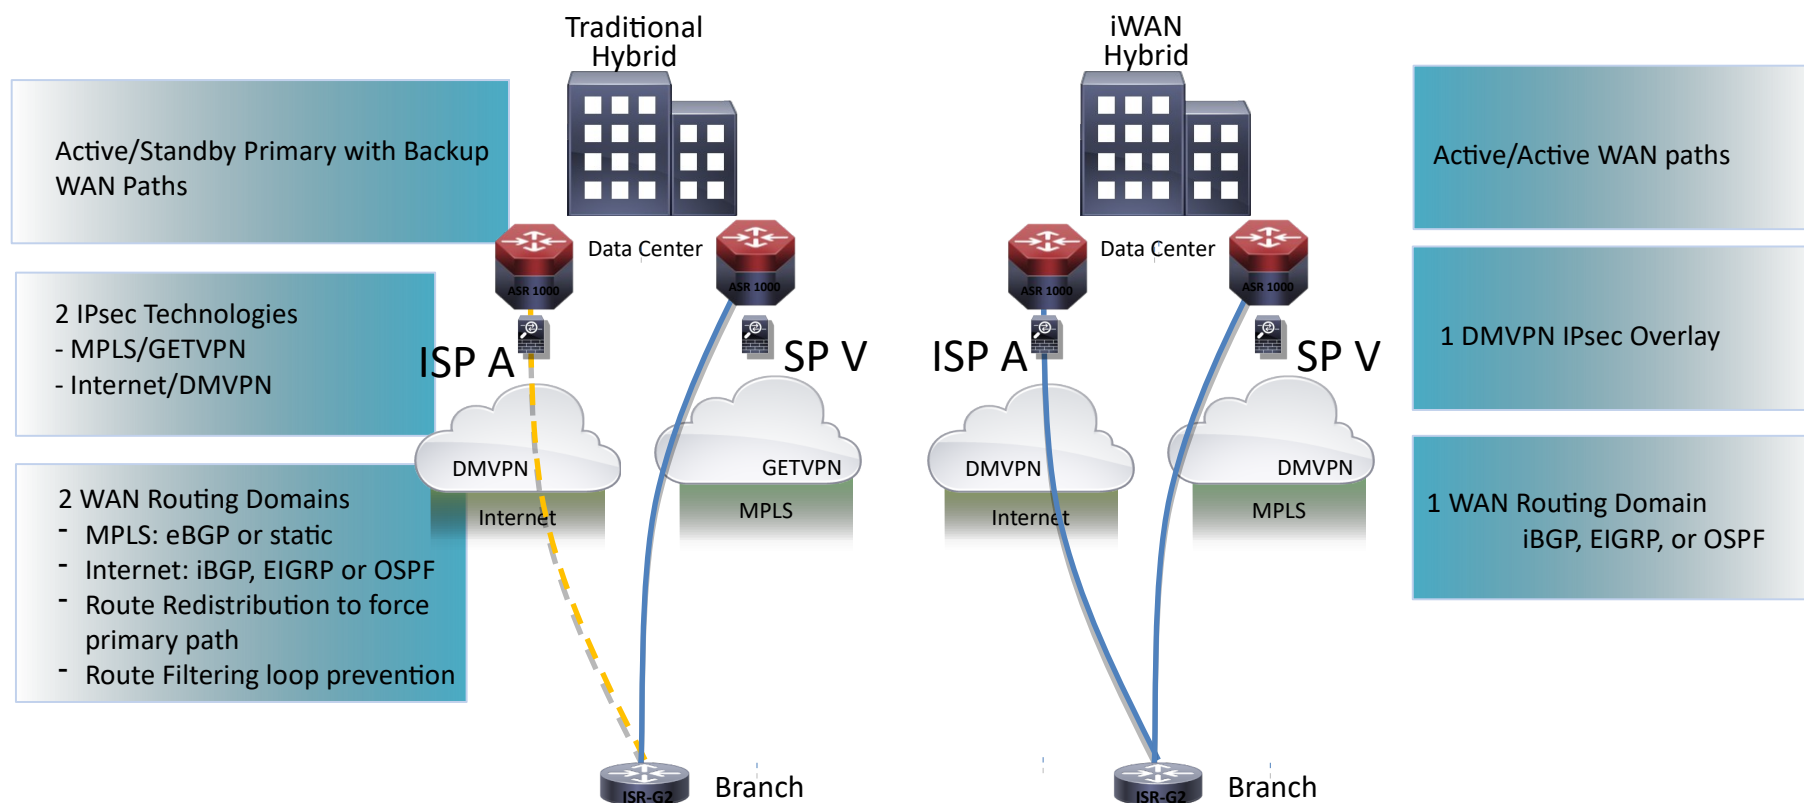 Traditional
Hybrid
Active/Standby Primary with Backup
WAN Paths
Data Center
ASR 1000
ASR 1000
2 IPsec Technologies
- MPLS/GETVPN
- Internet/DMVPN
ISP A
SP V
DMVPN
GETVPN
Internet
MPLS
2 WAN Routing Domains
- MPLS: eBGP or static
- Internet: iBGP, EIGRP or OSPF
- Route Redistribution to force
primary path
- Route Filtering loop prevention
ISR-G2
Branch
iWAN
Hybrid
Data Center
ASR 1000
ASR 1000
Active/Active WAN paths
ISP A
SP V
1 DMVPN IPsec Overlay
DMVPN
DMVPN
Internet
MPLS
1 WAN Routing Domain
iBGP, EIGRP, or OSPF
ISR-G2
Branch